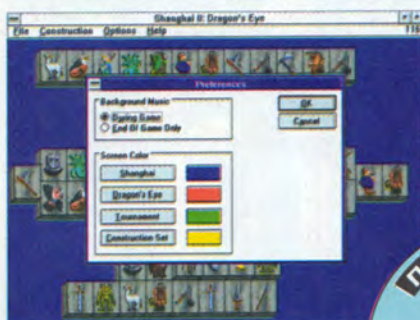 Shanghai II: Dragon's Eye
File Construction Options Help
Preferences
Background Music
During Game
End Of Game Only
OK
Cancel
Screen Color
Shanghai
Dragon's Eye
Tournament
Construction Set